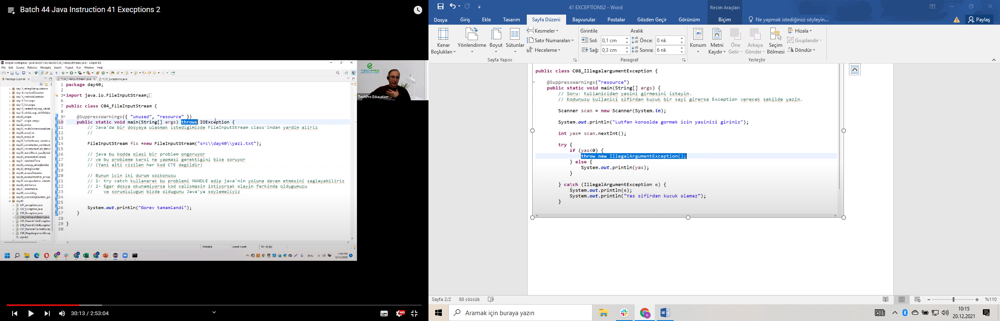 Batch 44 Java Instruction 41 Execptions 2
eclipse-workspace - javaFall2021/src/day40/C04_FileInputStream.java - Eclipse IDE
File Edit Source Refactor Navigate Search Project Run Window Help
Package Explorer
*C04_FileInputStream.java
*C01_Exceptions.java
day13_stringManipulations
day14_methodCreation
day15_methodCreation
day16_forLoops
day17_forLoops
day18_nestedForLoop_whileL
day19_whileLoop_doWhileLo
day20_scope
day21_scope_arrays
day22_arrays
day23_multiDimensionalArra
day24_arrayList
day25_arrayList
day26_forEachLoop_construc
day27_constructor_construct
day28_constructorCall_static
day29_staticBlock_passByVal
day30_immutableClasses
day31_dateAndTime
day32_varargs_stringBuilder
day33_stringBuilder
day34_accessDeneme
day34_accessModifier_encap
day35_encapsulation_inherit
day36_inhritance
day37_inheritance
day38_overriding
day39_overridingKurallari_po
day40
C01_exception.java
C02_Exception.java
C03_Exception.java
C04_FileInputStream.java
C05_ParentChildException
C06_ParentChildException
C07_NumberFormatExcep
C08_IllegalargumentExcep
yazi.txt
1 package day40;
2
3 import java.io.FileInputStream;
6
7 public class C04_FileInputStream {
8
9 @SuppressWarnings({ "unused", "resource" })
10 public static void main(String[] args) throws IOException {
11 // Java'da bir dosyaya ulasmak istedigimizde FileInputStream class'indan yardim aliriz
12 //
13
14 FileInputStream fis =new FileInputStream("src\\day40\\yazi.txt");
15
16 // java bu kodda olasi bir problem ongoruyor
17 // ve bu probleme karsi ne yapmasi gerektigini bize soruyor
18 // (Yani alti cizilen her kod CTE degildir)
19
20 // Bunun icin iki durum sozkonusu
21 // 1- try catch kullanarak bu problemi HANDLE edip java'nin yoluna devam etmesini saglayabiliriz
22 // 2- Eger dosya okunamiyorsa kod calismasin istiyorsak olayin farkinda oldugumuzu
23 // ve sorumlulugun bizde oldugunu Java'ya soylemeliyiz
24
25
26 System.out.println("Gorev tamamlandi");
27 }
28
29 }
30
Writable
Smart Insert
10 : 50 [6]
ENG
7:58 PM
12/14/2021
TECHPRO
EDUCATION
TechPro Education ...
30:13 / 2:53:04
HD
41 EXCEPTİONS2 - Word
Resim Araçları
Dosya Giriş Ekle Tasarım Sayfa Düzeni Başvurular Postalar Gözden Geçir Görünüm Biçim Ne yapmak istediğinizi söyleyin... Paylaş
Kenar Boşlukları
Yönlendirme
Boyut
Sütunlar
Kesmeler
Satır Numaraları
Heceleme
Sayfa Yapısı
Girintile
Aralık
Sol: 0,1 cm
Önce: 0 nk
Sağ: 0,3 cm
Sonra: 6 nk
Paragraf
Konum
Metni Kaydır
Öne Getir
Arkaya Gönder
Seçim Bölmesi
Hizala
Gruplandır
Döndür
Yerleştir
public class C08_IllegalargumentException {
@SuppressWarnings("resource")
public static void main(String[] args) {
// Soru: Kullanicidan yasini girmesini isteyin.
// Kodunuzu kullanici sifirdan kucuk bir sayi girerse Exception verecek sekilde yazin.
Scanner scan = new Scanner(System.in);
System.out.println("Lutfen konsolda gormek icin yasinizi giriniz");
int yas= scan.nextInt();
try {
if (yas<0) {
throw new IllegalArgumentException();
} else {
System.out.println(yas);
}
} catch (IllegalArgumentException e) {
System.out.println(e);
System.out.println("Yas sifirdan kucuk olamaz");
}
Sayfa 2/2
88 sözcük
%110
Aramak için buraya yazın
10:15
20.12.2021